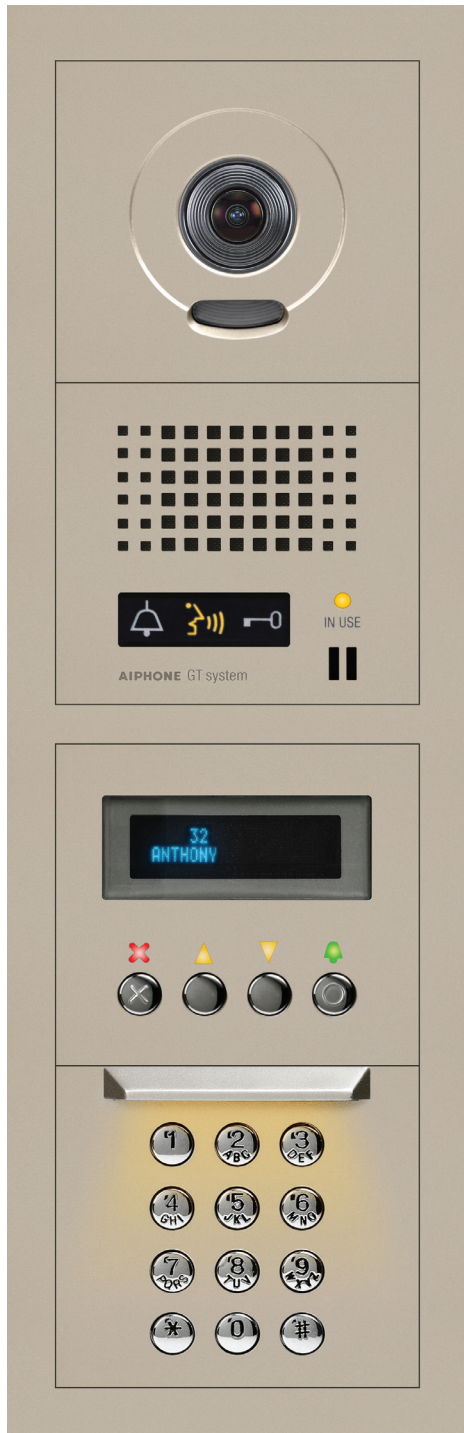 IN USE
AIPHONE GT system
32
ANTHONY
1
2
ABC
3
DEF
4
GHI
5
JKL
6
MNO
7
PQRS
8
TUV
9
WXYZ
*
0
#